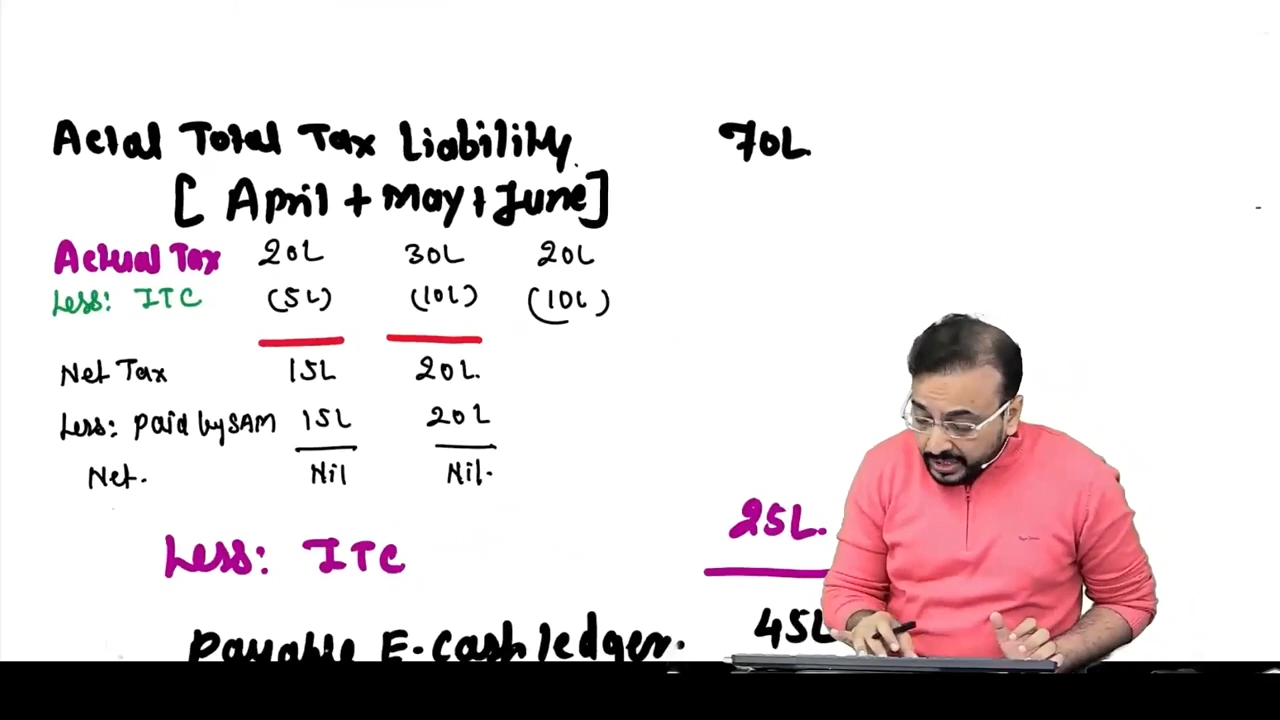 Actal Total Tax Liability. 70L.
[ April + May + June ]
Actual Tax 20L 30L 20L
Less: ITC (5L) (10L) (10L)
Net Tax 15L 20L.
Less: Paid by SAM 15L 20L
Net. Nil Nil.
25L.
Less: ITC
Payable E-cash ledger. 45L